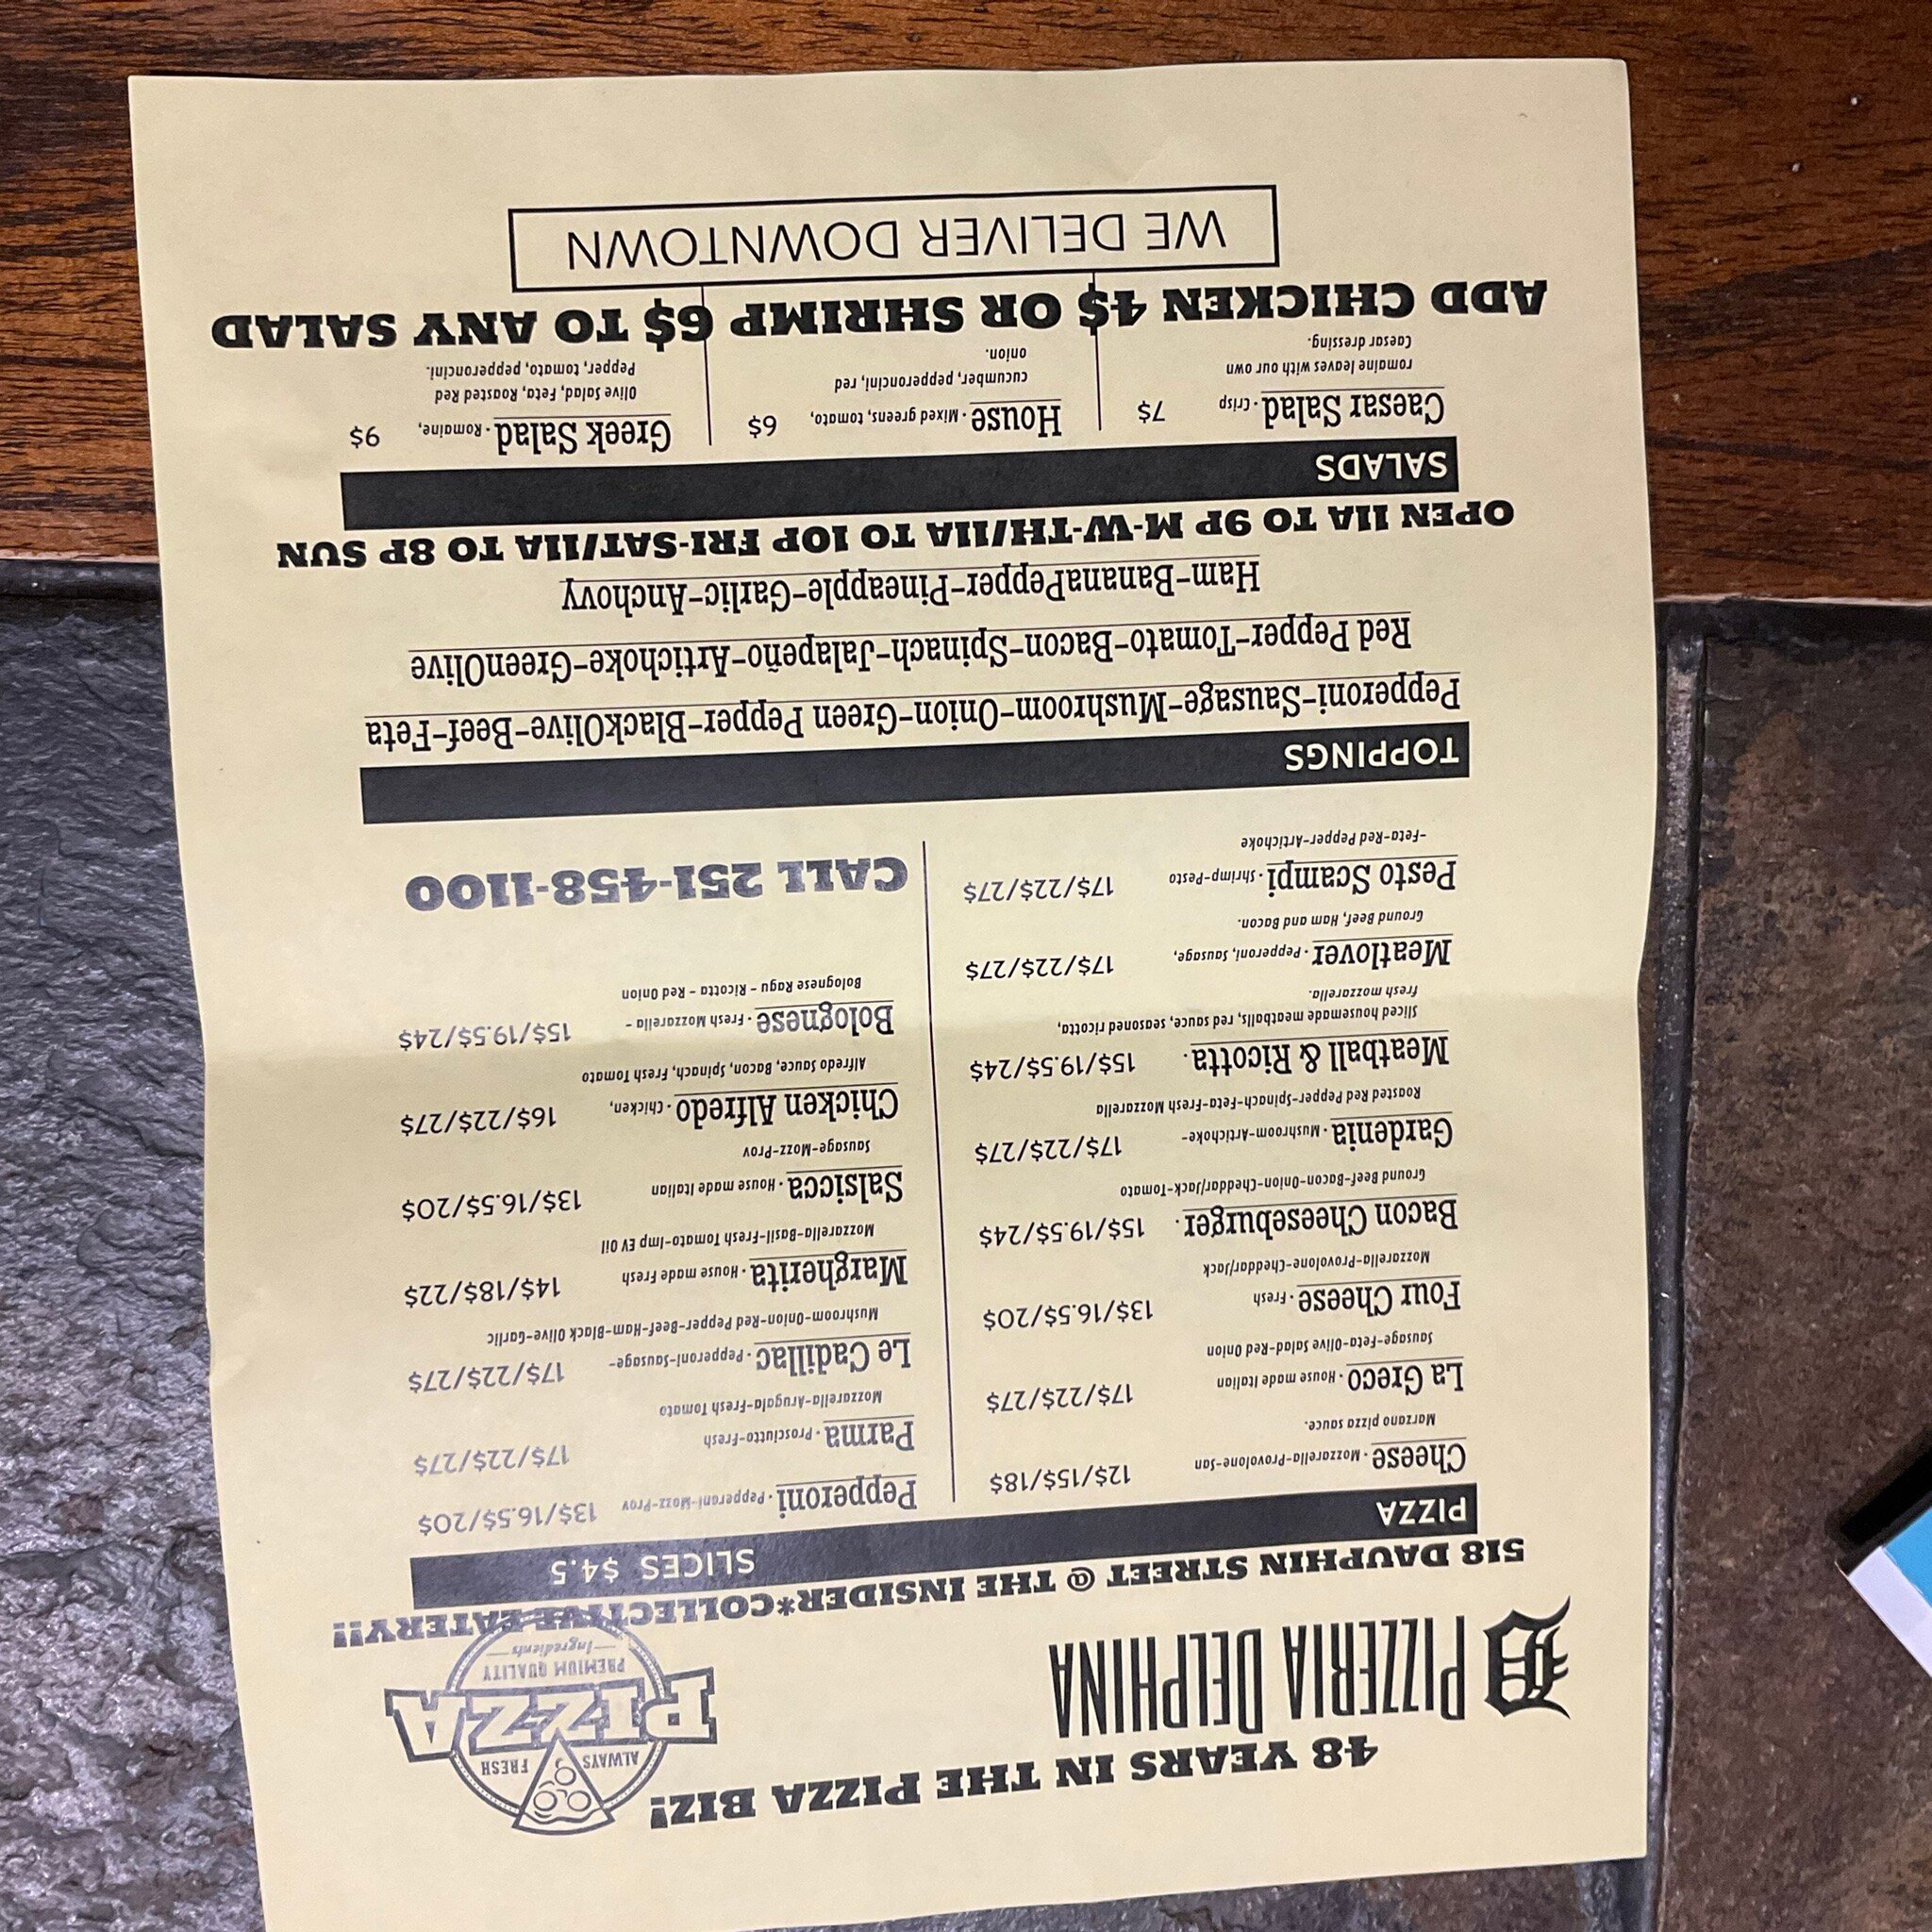 48 YEARS IN THE PIZZA BIZ!
D PIZZERIA DELPHINA
ALWAYS FRESH
PIZZA
PREMIUM QUALITY
Ingredients
518 DAUPHIN STREET @ THE INSIDER*COLLECTIVE EATERY!!
PIZZA SLICES $4.5
Cheese · Mozzarella-Provolone-San 12$/15$/18$
Marzano pizza sauce.
La Greco · House made Italian 17$/22$/27$
Sausage-Feta-Olive Salad-Red Onion
Four Cheese · Fresh 13$/16.5$/20$
Mozzarella-Provolone-Cheddar/Jack
Bacon Cheeseburger · 15$/19.5$/24$
Ground Beef-Bacon-Onion-Cheddar/Jack-Tomato
Gardenia · Mushroom-Artichoke- 17$/22$/27$
Roasted Red Pepper-Spinach-Feta-Fresh Mozzarella
Meatball & Ricotta · 15$/19.5$/24$
Sliced housemade meatballs, red sauce, seasoned ricotta,
fresh mozzarella.
Meatlover · Pepperoni, Sausage, 17$/22$/27$
Ground Beef, Ham and Bacon.
Pesto Scampi · Shrimp-Pesto 17$/22$/27$
-Feta-Red Pepper-Artichoke
Pepperoni · Pepperoni-Mozz-Prov 13$/16.5$/20$
Parma · Prosciutto-Fresh 17$/22$/27$
Mozzarella-Arugala-Fresh Tomato
Le Cadillac · Pepperoni-Sausage- 17$/22$/27$
Mushroom-Onion-Red Pepper-Beef-Ham-Black Olive-Garlic
Margherita · House made Fresh 14$/18$/22$
Mozzarella-Basil-Fresh Tomato-Imp EV Oil
Salsicca · House made Italian 13$/16.5$/20$
Sausage-Mozz-Prov
Chicken Alfredo · Chicken, 16$/22$/27$
Alfredo Sauce, Bacon, Spinach, Fresh Tomato
Bolognese · Fresh Mozzarella - 15$/19.5$/24$
Bolognese Ragu - Ricotta - Red Onion
CALL 251-458-1100
TOPPINGS
Pepperoni-Sausage-Mushroom-Onion-Green Pepper-BlackOlive-Beef-Feta
Red Pepper-Tomato-Bacon-Spinach-Jalapeño-Artichoke-GreenOlive
Ham-BananaPepper-Pineapple-Garlic-Anchovy
OPEN 11A TO 9P M-W-TH/11A TO 10P FRI-SAT/11A TO 8P SUN
SALADS
Caesar Salad · Crisp 7$
romaine leaves with our own
Caesar dressing.
House · Mixed greens, tomato, 6$
cucumber, pepperoncini, red
onion.
Greek Salad · Romaine, 9$
Olive Salad, Feta, Roasted Red
Pepper, tomato, pepperoncini.
ADD CHICKEN 4$ OR SHRIMP 6$ TO ANY SALAD
WE DELIVER DOWNTOWN